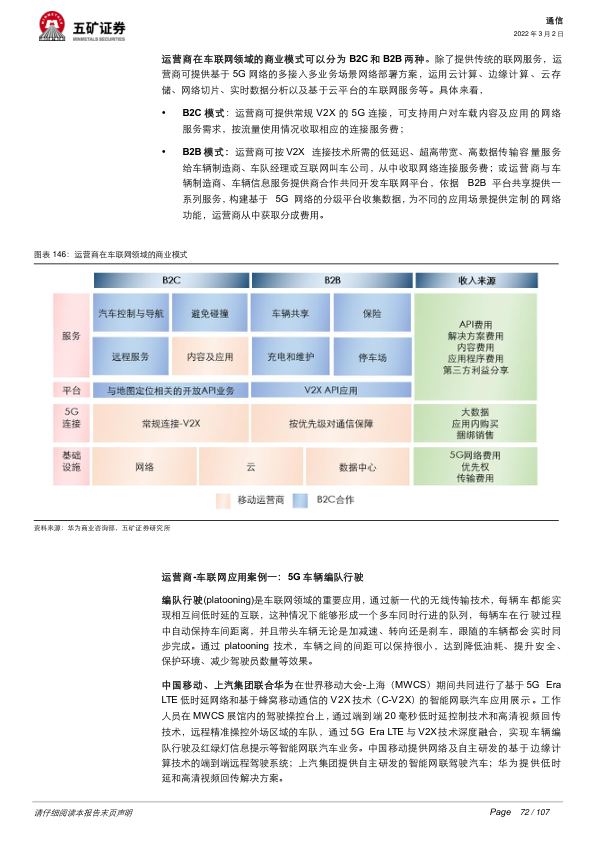 五矿证券
MINMETALS SECURITIES
通信
2022 年 3 月 2 日
运营商在车联网领域的商业模式可以分为 B2C 和 B2B 两种。除了提供传统的联网服务，运
营商可提供基于 5G 网络的多接入多业务场景网络部署方案，运用云计算、边缘计算、云存
储、网络切片、实时数据分析以及基于云平台的车联网服务等。具体来看，
• B2C 模式：运营商可提供常规 V2X 的 5G 连接，可支持用户对车载内容及应用的网络
服务需求，按流量使用情况收取相应的连接服务费；
• B2B 模式：运营商可按 V2X 连接技术所需的低延迟、超高带宽、高数据传输容量服务
给车辆制造商、车队经理或互联网叫车公司，从中收取网络连接服务费；或运营商与车
辆制造商、车辆信息服务提供商合作共同开发车联网平台，依据 B2B 平台共享提供一
系列服务，构建基于 5G 网络的分级平台收集数据，为不同的应用场景提供定制的网络
功能，运营商从中获取分成费用。
图表 146：运营商在车联网领域的商业模式
B2C B2B 收入来源
服务 汽车控制与导航 避免碰撞 车辆共享 保险
远程服务 内容及应用 充电和维护 停车场
API费用
解决方案费用
内容费用
应用程序费用
第三方利益分享
平台 与地图定位相关的开放API业务 V2X API应用
5G
连接
常规连接-V2X 按优先级对通信保障
大数据
应用内购买
捆绑销售
基础
设施
网络 云 数据中心
5G网络费用
优先权
传输费用
移动运营商 B2C合作
资料来源：华为商业咨询部，五矿证券研究所
运营商-车联网应用案例一：5G 车辆编队行驶
编队行驶(platooning)是车联网领域的重要应用，通过新一代的无线传输技术，每辆车都能实
现相互间低时延的互联，这种情况下能够形成一个多车同时行进的队列，每辆车在行驶过程
中自动保持车间距离，并且带头车辆无论是加减速、转向还是刹车，跟随的车辆都会实时同
步完成。通过 platooning 技术，车辆之间的间距可以保持很小，达到降低油耗、提升安全、
保护环境、减少驾驶员数量等效果。
中国移动、上汽集团联合华为在世界移动大会-上海（MWCS）期间共同进行了基于 5G Era
LTE 低时延网络和基于蜂窝移动通信的 V2X 技术（C-V2X）的智能网联汽车应用展示。工作
人员在 MWCS 展馆内的驾驶操控台上，通过端到端 20 毫秒低时延控制技术和高清视频回传
技术，远程精准操控外场区域的车队，通过 5G Era LTE 与 V2X 技术深度融合，实现车辆编
队行驶及红绿灯信息提示等智能网联汽车业务。中国移动提供网络及自主研发的基于边缘计
算技术的端到端远程驾驶系统；上汽集团提供自主研发的智能网联驾驶汽车；华为提供低时
延和高清视频回传解决方案。
请仔细阅读本报告末页声明
Page 72 / 107